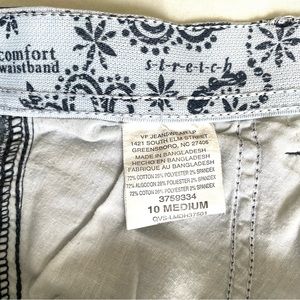 comfort
waistband
stretch
VF JEANSWEAR LP
1421 SOUTH ELM STREET
GREENSBORO, NC 27406
MADE IN BANGLADESH
HECHO EN BANGLADESH
FABRIQUE AU BANGLADESH
72% COTTON 26% POLYESTER 2% SPANDEX
72% ALGODON 26% POLIESTER 2% SPANDEX
72% COTON 26% POLYESTER 2% SPANDEX
3759334
10 MEDIUM